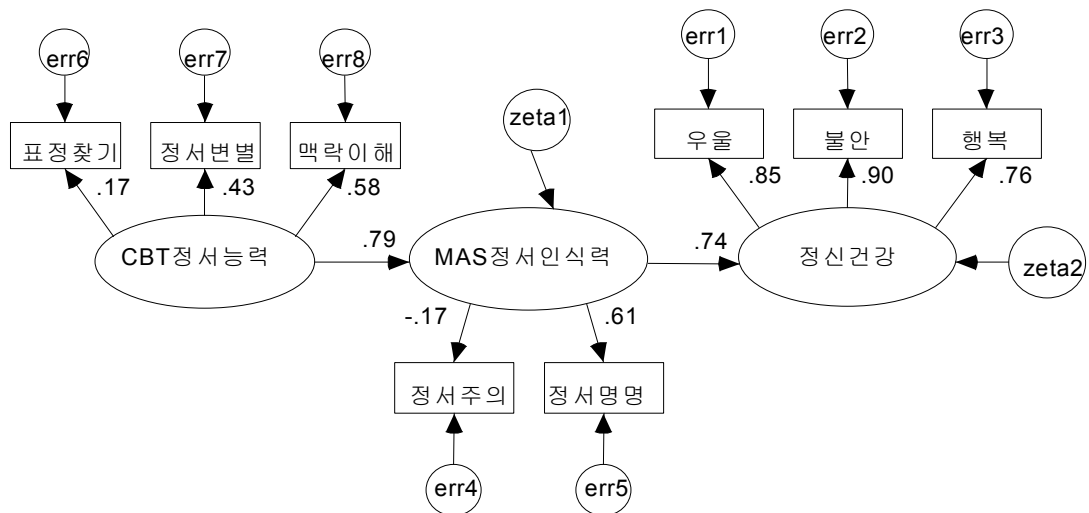 err6
err7
err8
err1
err2
err3
표정찾기
정서변별
맥락이해
zeta1
우울
불안
행복
.17
.43
.58
.85
.90
.76
CBT정서능력
.79
MAS정서인식력
.74
정신건강
zeta2
-.17
.61
정서주의
정서명명
err4
err5